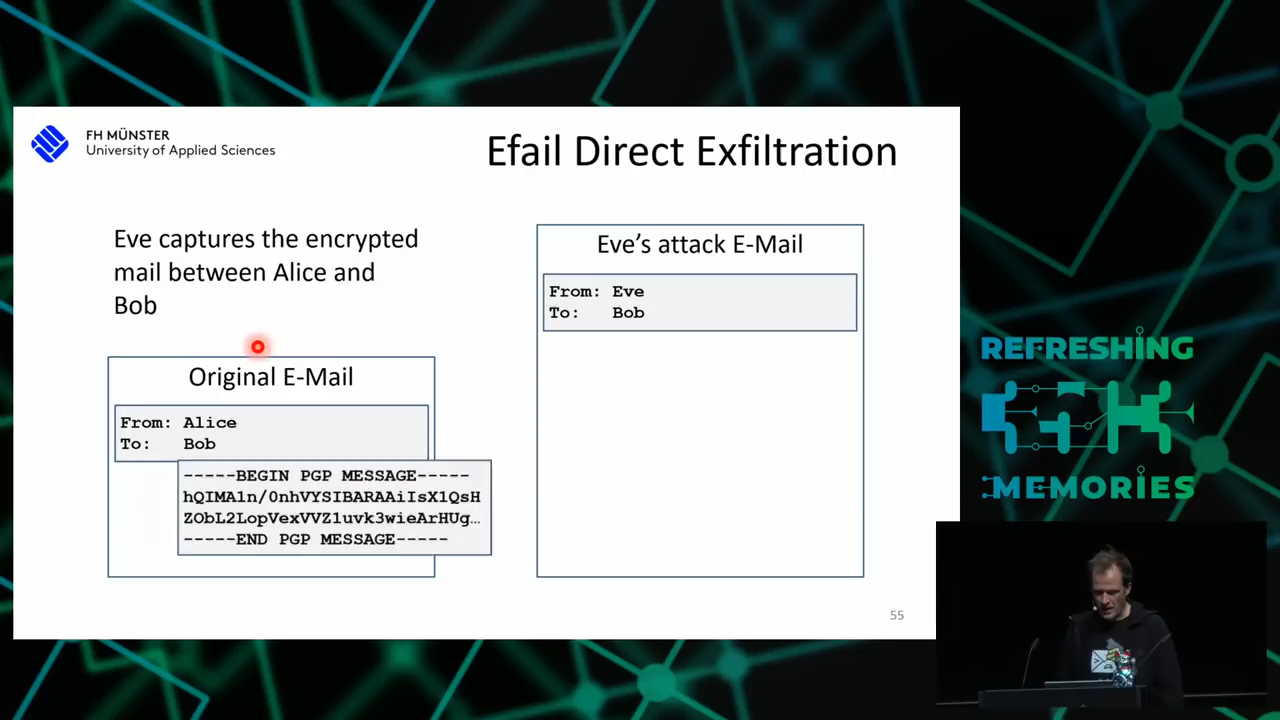 FH MÜNSTER
University of Applied Sciences
Efail Direct Exfiltration
Eve captures the encrypted
mail between Alice and
Bob
Original E-Mail
From: Alice
To: Bob
-----BEGIN PGP MESSAGE-----
hQIMA1n/0nhVYSIBARAAiIsX1QsH
ZObL2LopVexVVZ1uvk3wieArHUg…
-----END PGP MESSAGE-----
Eve’s attack E-Mail
From: Eve
To: Bob
55
REFRESHING
MEMORIES